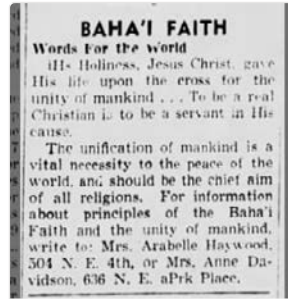 BAHA'I FAITH
Words For the World
iHs Holiness, Jesus Christ, gave
His life upon the cross for the
unity of mankind . . . To be a real
Christian is to be a servant in His
cause.
The unification of mankind is a
vital necessity to the peace of the
world, and should be the chief aim
of all religions. For information
about principles of the Baha'i
Faith and the unity of mankind,
write to: Mrs. Arabelle Haywood,
504 N. E. 4th, or Mrs. Anne Da-
vidson, 636 N. E. aPrk Place.